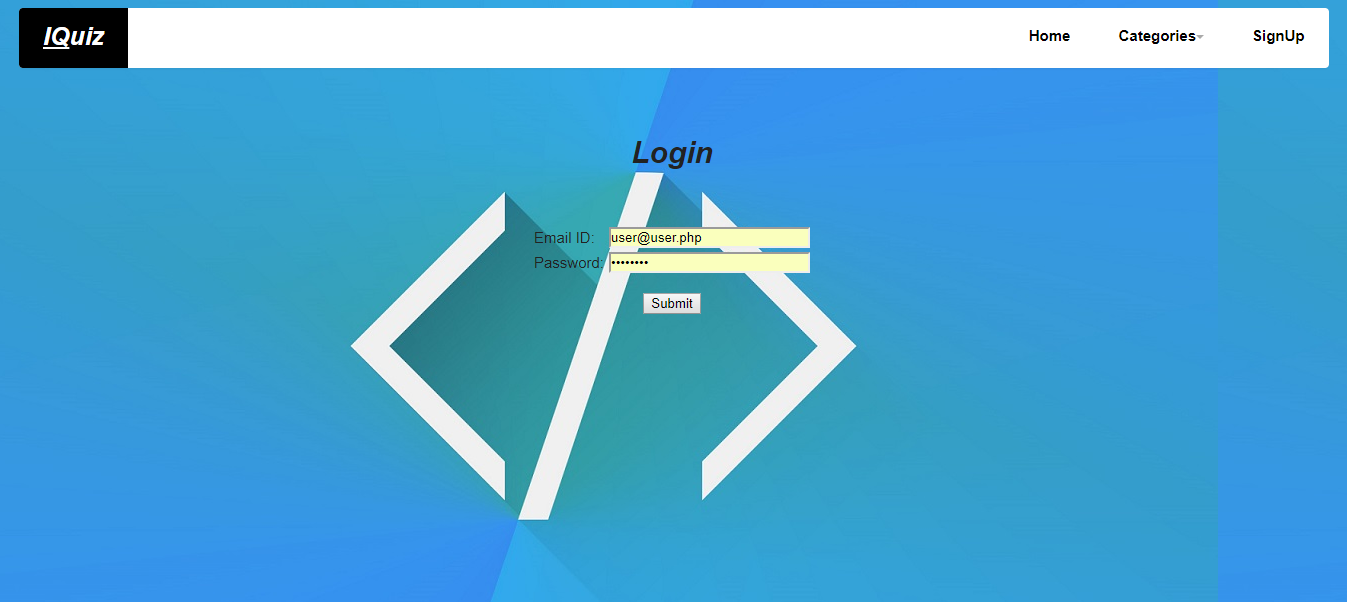 IQuiz
Home Categories SignUp
Login
Email ID: user@user.php
Password: ••••••••
Submit